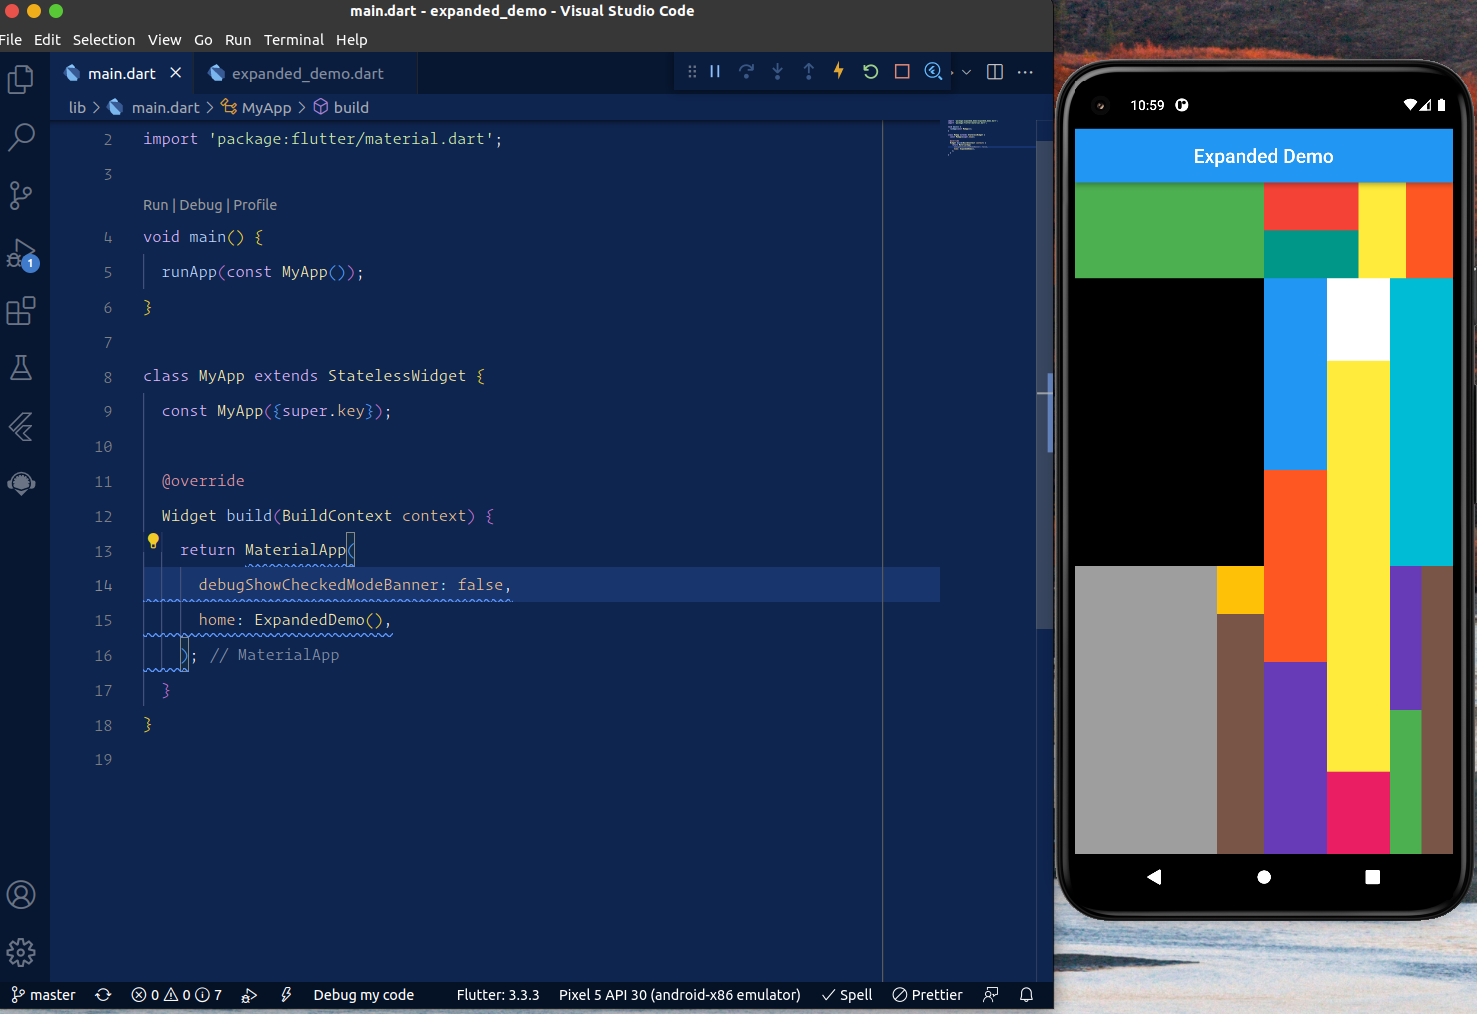 main.dart - expanded_demo - Visual Studio Code
File Edit Selection View Go Run Terminal Help
main.dart expanded_demo.dart
lib > main.dart > MyApp > build
2 import 'package:flutter/material.dart';
3
Run | Debug | Profile
4 void main() {
5 runApp(const MyApp());
6 }
7
8 class MyApp extends StatelessWidget {
9 const MyApp({super.key});
10
11 @override
12 Widget build(BuildContext context) {
13 return MaterialApp(
14 debugShowCheckedModeBanner: false,
15 home: ExpandedDemo(),
16 ); // MaterialApp
17 }
18 }
19
1
master 0 0 7 Debug my code Flutter: 3.3.3 Pixel 5 API 30 (android-x86 emulator) Spell Prettier
10:59
Expanded Demo